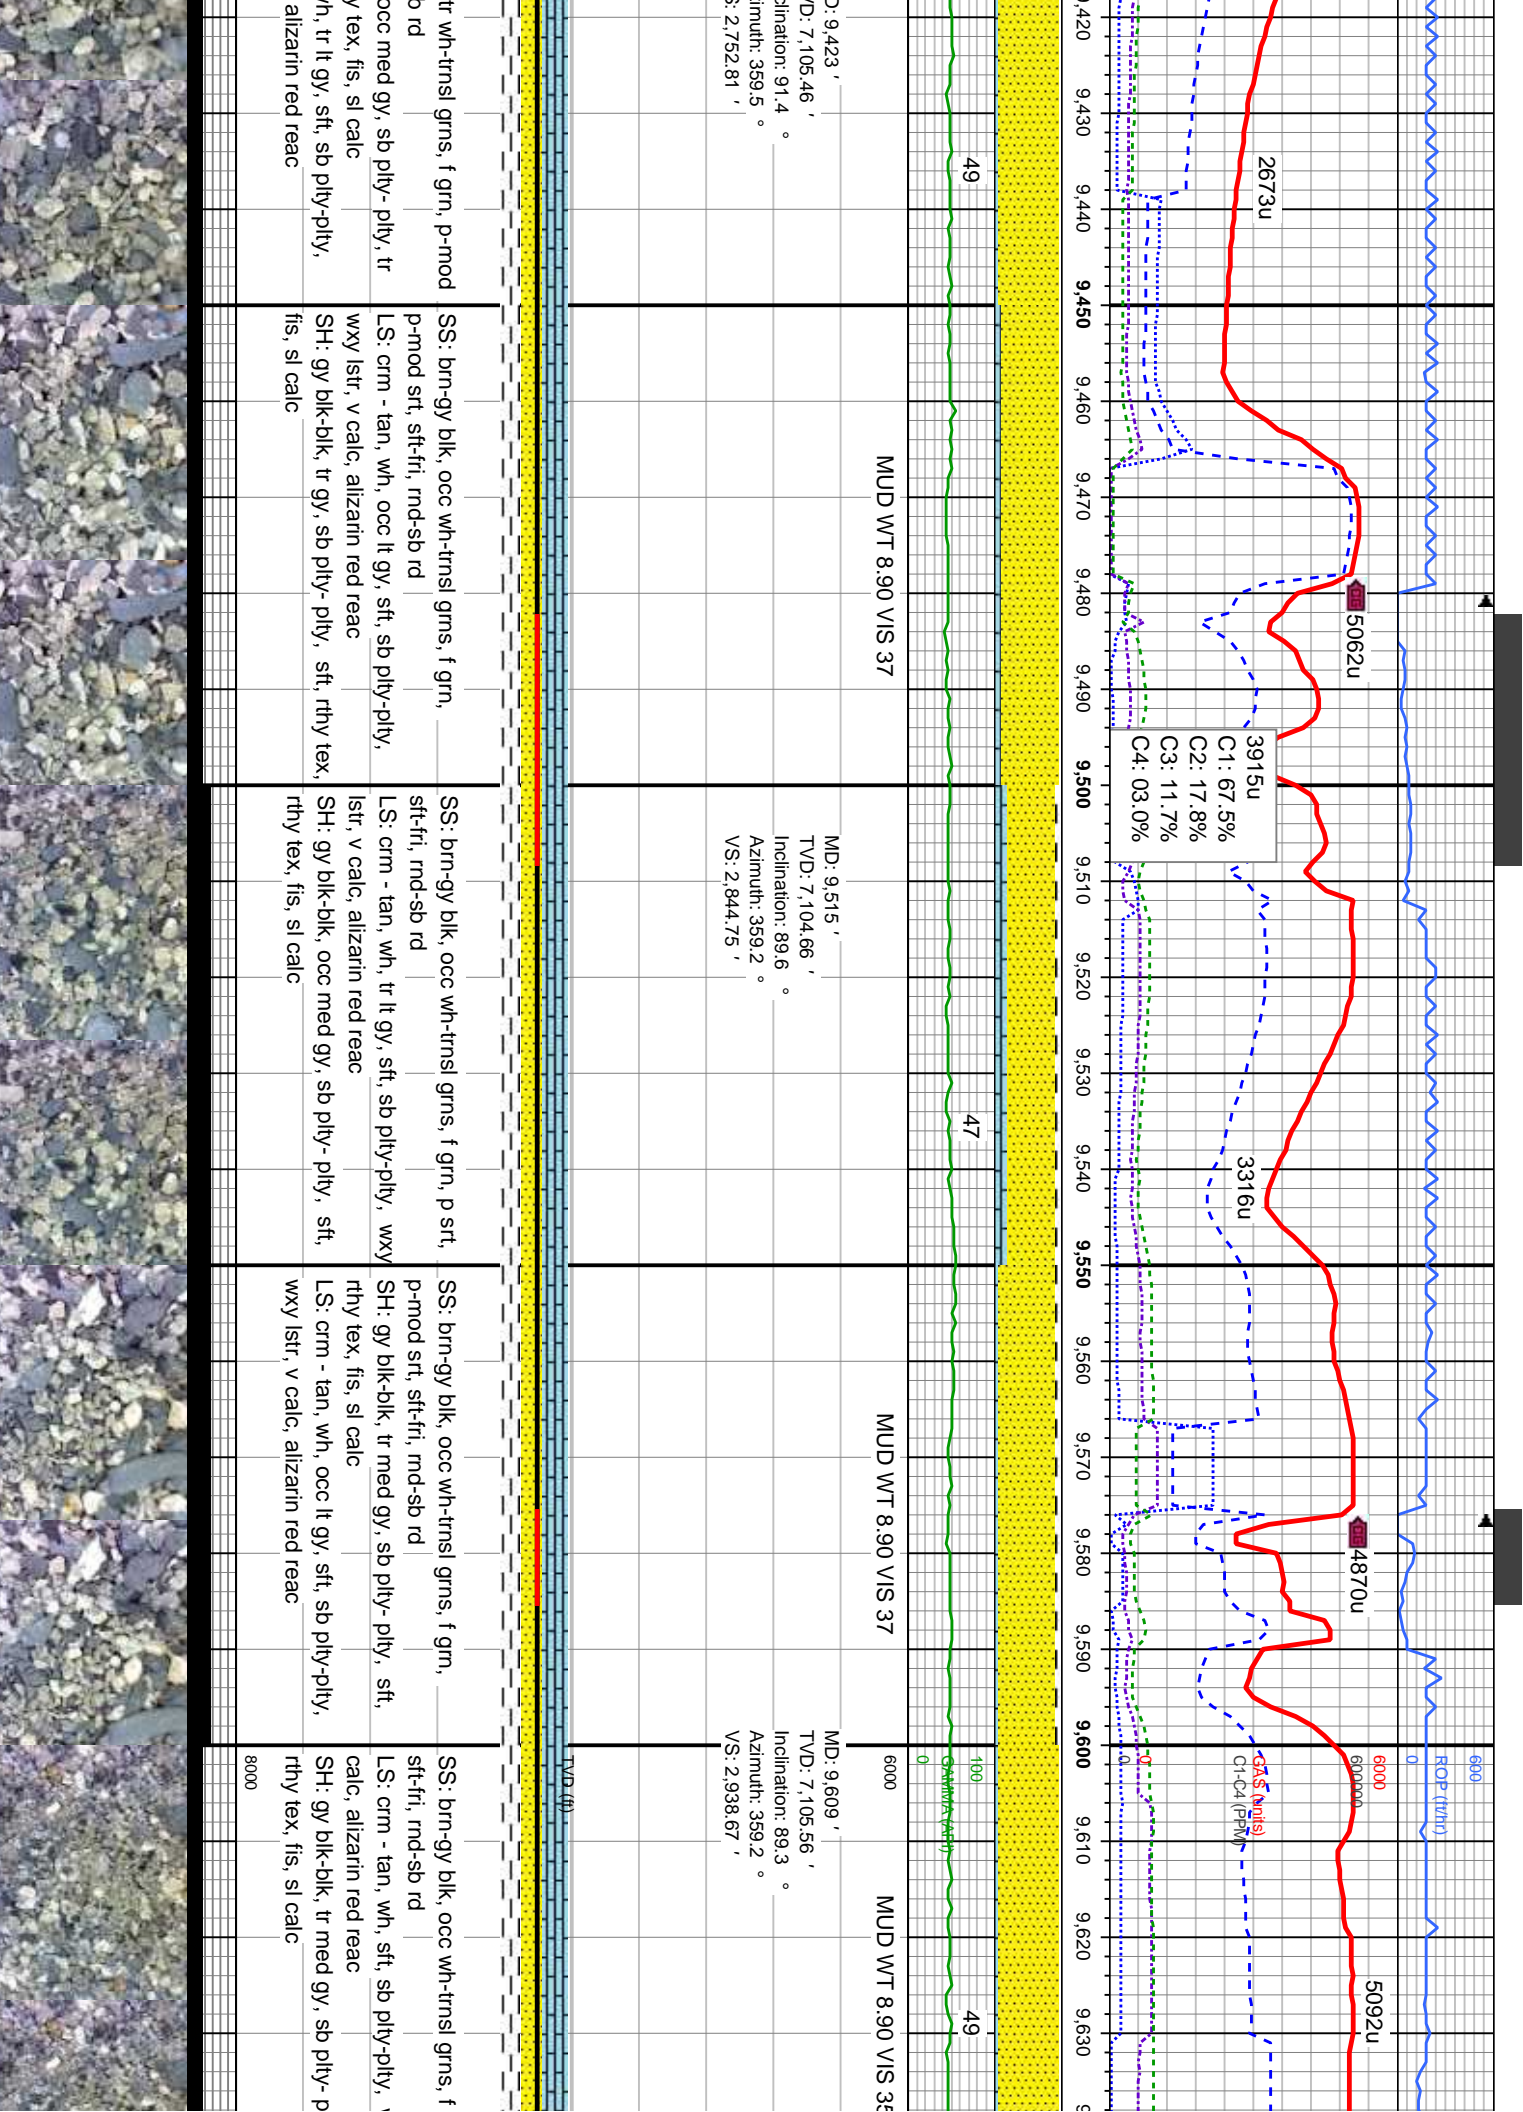 600
ROP (ft/hr)
0
6000
60000
GAS (units)
C1-C4 (PPM)
0
0
2673u
5062u
3915u
C1: 67.5%
C2: 17.8%
C3: 11.7%
C4: 03.0%
3316u
4870u
5092u
9,420
9,430
9,440
9,450
9,460
9,470
9,480
9,490
9,500
9,510
9,520
9,530
9,540
9,550
9,560
9,570
9,580
9,590
9,600
9,610
9,620
9,630
49
47
49
100
GAMMA (API)
0
MUD WT 8.90 VIS 37
MUD WT 8.90 VIS 37
MUD WT 8.90 VIS 35
6000
TVD (ft)
8000
D: 9,423 '
VD: 7,105.46 '
clination: 91.4 °
zimuth: 359.5 °
S: 2,752.81 '
MD: 9,515 '
TVD: 7,104.66 '
Inclination: 89.6 °
Azimuth: 359.2 °
VS: 2,844.75 '
MD: 9,609 '
TVD: 7,105.56 '
Inclination: 89.3 °
Azimuth: 359.2 °
VS: 2,938.67 '
tr wh-trnsl grns, f grn, p-mod
b rd
occ med gy, sb plty- plty, tr
y tex, fis, sl calc
vh, tr lt gy, sft, sb plty-plty,
alizarin red reac
SS: brn-gy blk, occ wh-trnsl grns, f grn,
p-mod srt, sft-fri, rnd-sb rd
LS: crm - tan, wh, occ lt gy, sft, sb plty-plty,
wxy lstr, v calc, alizarin red reac
SH: gy blk-blk, tr gy, sb plty- plty, sft, rthy tex,
fis, sl calc
SS: brn-gy blk, occ wh-trnsl grns, f grn, p srt,
sft-fri, rnd-sb rd
LS: crm - tan, wh, tr lt gy, sft, sb plty-plty, wxy
lstr, v calc, alizarin red reac
SH: gy blk-blk, occ med gy, sb plty- plty, sft,
rthy tex, fis, sl calc
SS: brn-gy blk, occ wh-trnsl grns, f grn,
p-mod srt, sft-fri, rnd-sb rd
SH: gy blk-blk, tr med gy, sb plty- plty, sft,
rthy tex, fis, sl calc
LS: crm - tan, wh, occ lt gy, sft, sb plty-plty,
wxy lstr, v calc, alizarin red reac
SS: brn-gy blk, occ wh-trnsl grns, f
sft-fri, rnd-sb rd
LS: crm - tan, wh, sft, sb plty-plty,
calc, alizarin red reac
SH: gy blk-blk, tr med gy, sb plty- p
rthy tex, fis, sl calc